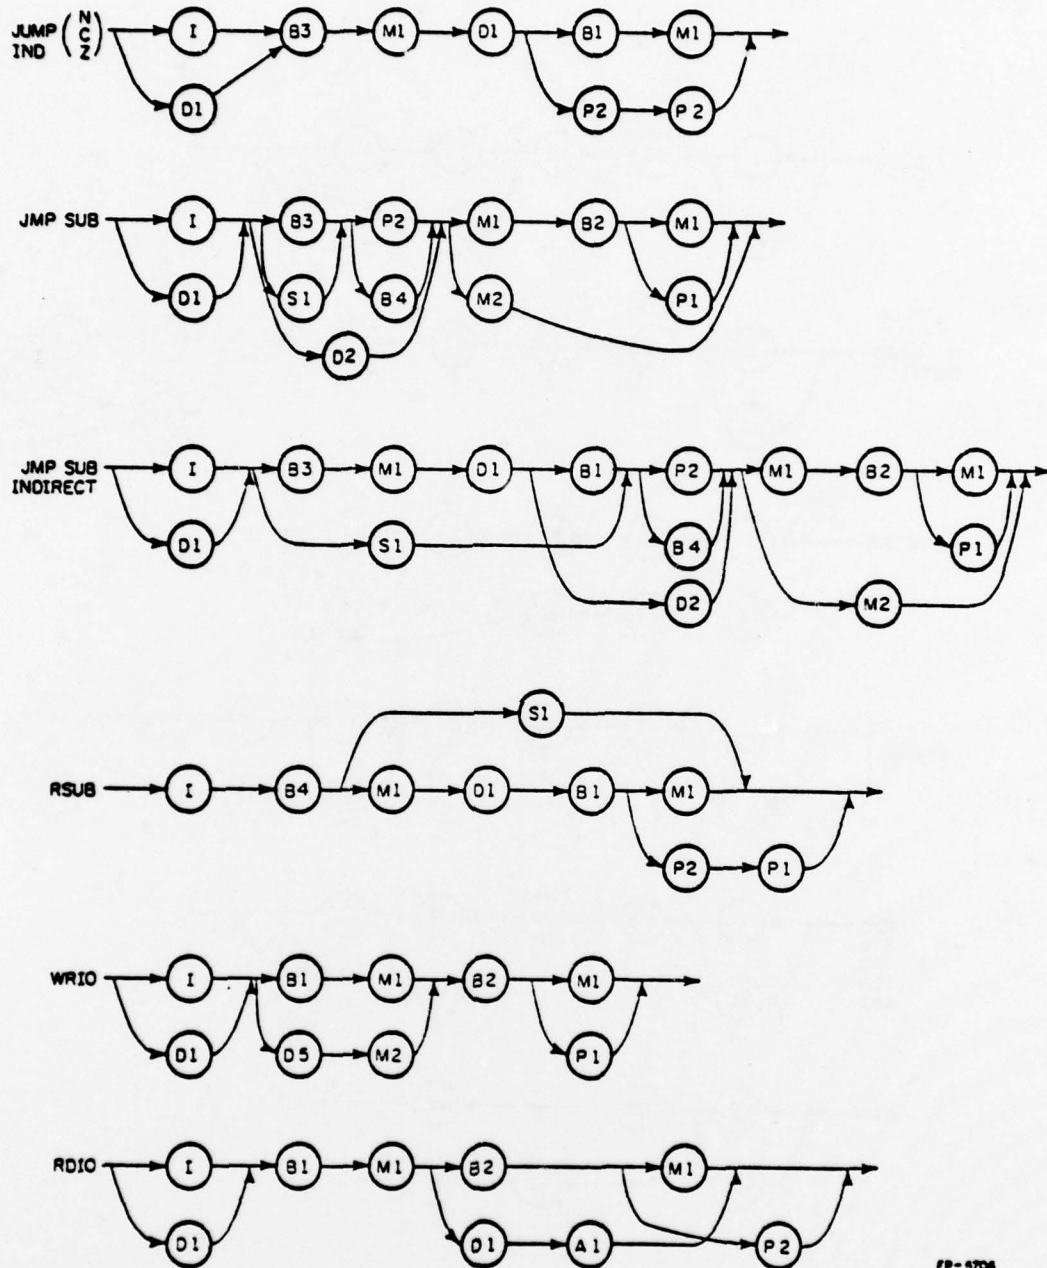 JUMP ( N C Z ) IND
I B3 M1 D1 B1 M1
D1 P2 P2
JMP SUB I B3 P2 M1 B2 M1
D1 S1 B4 M2 P1
D2
JMP SUB INDIRECT
I B3 M1 D1 B1 P2 M1 B2 M1
D1 S1 B4 P1
D2 M2
S1
RSUB I B4 M1 D1 B1 M1
P2 P1
WRIO I B1 M1 B2 M1
D1 D5 M2 P1
RDIO I B1 M1 B2 M1
D1 D1 A1 P2